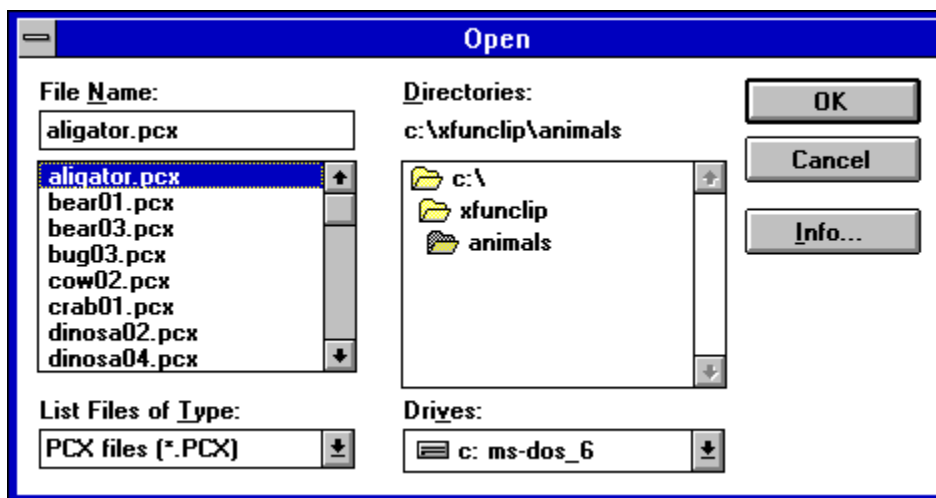 Open
File Name:
aligator.pcx
aligator.pcx
bear01.pcx
bear03.pcx
bug03.pcx
cow02.pcx
crab01.pcx
dinosa02.pcx
dinosa04.pcx
List Files of Type:
PCX files (*.PCX)
Directories:
c:\xfunclip\animals
c:\
xfunclip
animals
Drives:
c: ms-dos_6
OK
Cancel
Info...